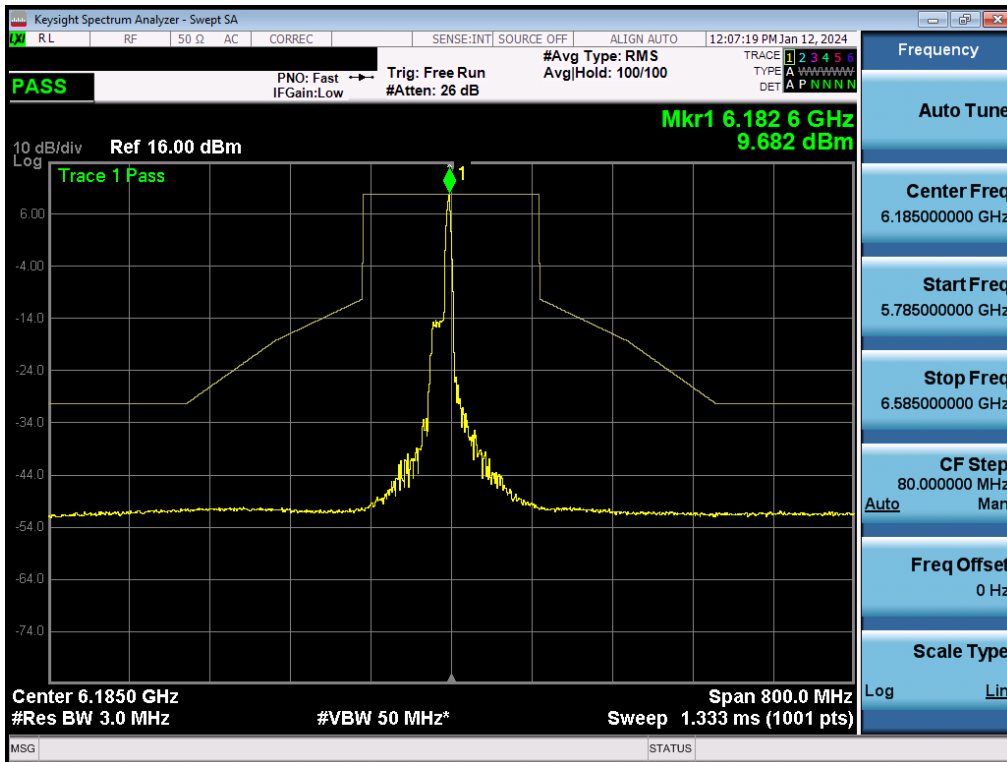 Keysight Spectrum Analyzer - Swept SA
LXI RL RF 50 Ω AC CORREC SENSE:INT SOURCE OFF ALIGN AUTO 12:07:19 PM Jan 12, 2024
PASS
PNO: Fast
IFGain:Low
Trig: Free Run
#Atten: 26 dB
#Avg Type: RMS
Avg|Hold: 100/100
TRACE 1 2 3 4 5 6
TYPE A WWWWW
DET A P N N N N
Mkr1 6.182 6 GHz
9.682 dBm
10 dB/div
Log
Ref 16.00 dBm
Trace 1 Pass
1
6.00
-4.00
-14.0
-24.0
-34.0
-44.0
-54.0
-64.0
-74.0
Center 6.1850 GHz
Span 800.0 MHz
#Res BW 3.0 MHz
#VBW 50 MHz*
Sweep 1.333 ms (1001 pts)
MSG
STATUS
Frequency
Auto Tune
Center Freq
6.185000000 GHz
Start Freq
5.785000000 GHz
Stop Freq
6.585000000 GHz
CF Step
80.000000 MHz
Auto Man
Freq Offset
0 Hz
Scale Type
Log Lin